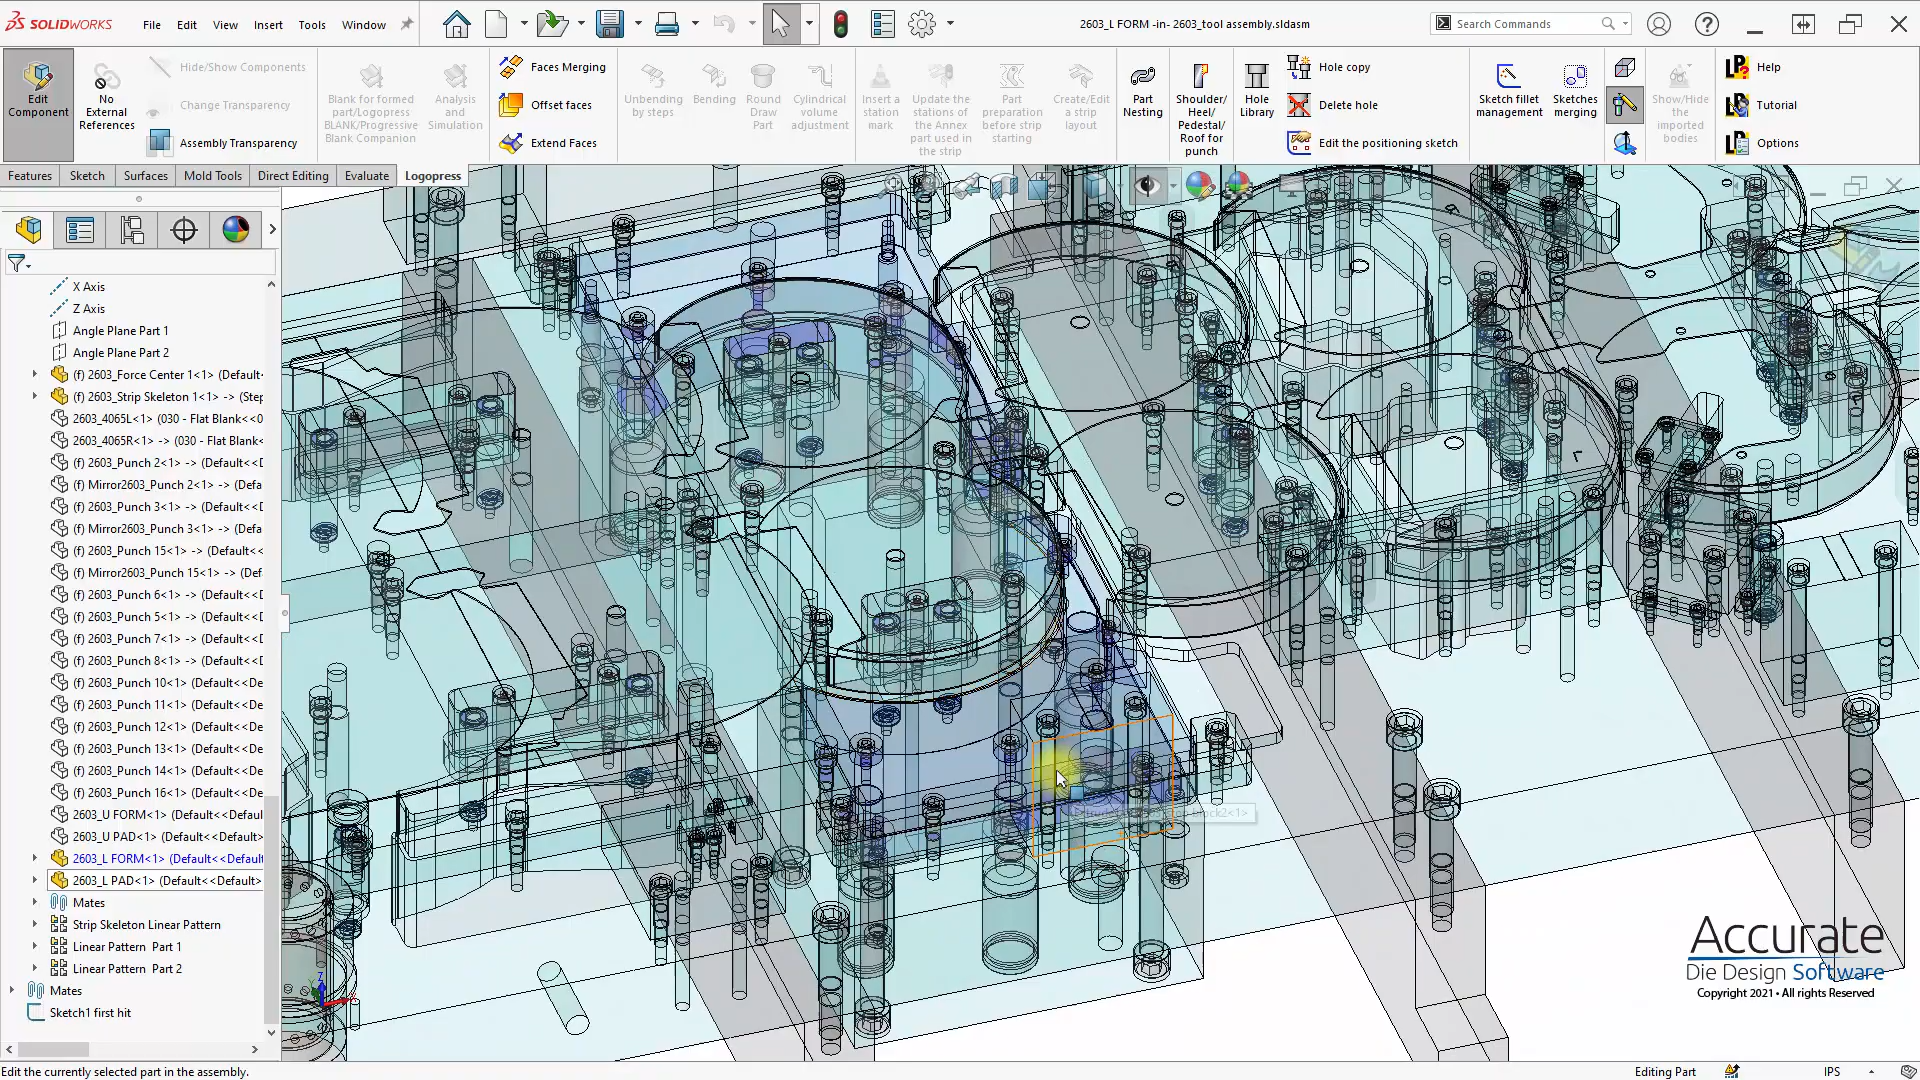 SOLIDWORKS
File
Edit
View
Insert
Tools
Window
2603_L FORM -in- 2603_tool assembly.sldasm
Search Commands
Edit
Component
No
External
References
Hide/Show Components
Change Transparency
Assembly Transparency
Blank for formed
part/Logopress
BLANK/Progressive
Blank Companion
Analysis
and
Simulation
Faces Merging
Offset faces
Extend Faces
Unbending
by steps
Bending
Round
Draw
Part
Cylindrical
volume
adjustment
Insert a
station
mark
Update the
stations of
the Annex
part used in
the strip
Part
preparation
before strip
starting
Create/Edit
a strip
layout
Part
Nesting
Shoulder/
Heel/
Pedestal/
Roof for
punch
Hole
Library
Hole copy
Delete hole
Edit the positioning sketch
Sketch fillet
management
Sketches
merging
Show/Hide
the
imported
bodies
Help
Tutorial
Options
Features
Sketch
Surfaces
Mold Tools
Direct Editing
Evaluate
Logopress
X Axis
Z Axis
Angle Plane Part 1
Angle Plane Part 2
(f) 2603_Force Center 1<1> (Default<
(f) 2603_Strip Skeleton 1<1> -> (Step
2603_4065L<1> (030 - Flat Blank<<0
2603_4065R<1> -> (030 - Flat Blank<
(f) 2603_Punch 2<1> -> (Default<<D
(f) Mirror2603_Punch 2<1> -> (Defa
(f) 2603_Punch 3<1> -> (Default<<D
(f) Mirror2603_Punch 3<1> -> (Defa
(f) 2603_Punch 15<1> -> (Default<<
(f) Mirror2603_Punch 15<1> -> (Def
(f) 2603_Punch 6<1> -> (Default<<D
(f) 2603_Punch 5<1> -> (Default<<D
(f) 2603_Punch 7<1> -> (Default<<D
(f) 2603_Punch 8<1> -> (Default<<D
(f) 2603_Punch 10<1> (Default<<De
(f) 2603_Punch 11<1> (Default<<De
(f) 2603_Punch 12<1> (Default<<De
(f) 2603_Punch 13<1> (Default<<De
(f) 2603_Punch 14<1> (Default<<De
(f) 2603_Punch 16<1> (Default<<De
2603_U FORM<1> (Default<<Defaul
2603_U PAD<1> (Default<<Default>
2603_L FORM<1> (Default<<Default
2603_L PAD<1> (Default<<Default>
Mates
Strip Skeleton Linear Pattern
Linear Pattern Part 1
Linear Pattern Part 2
Mates
Sketch1 first hit
Accurate
Die Design Software
Copyright 2021 • All rights Reserved
Edit the currently selected part in the assembly.
Editing Part
IPS